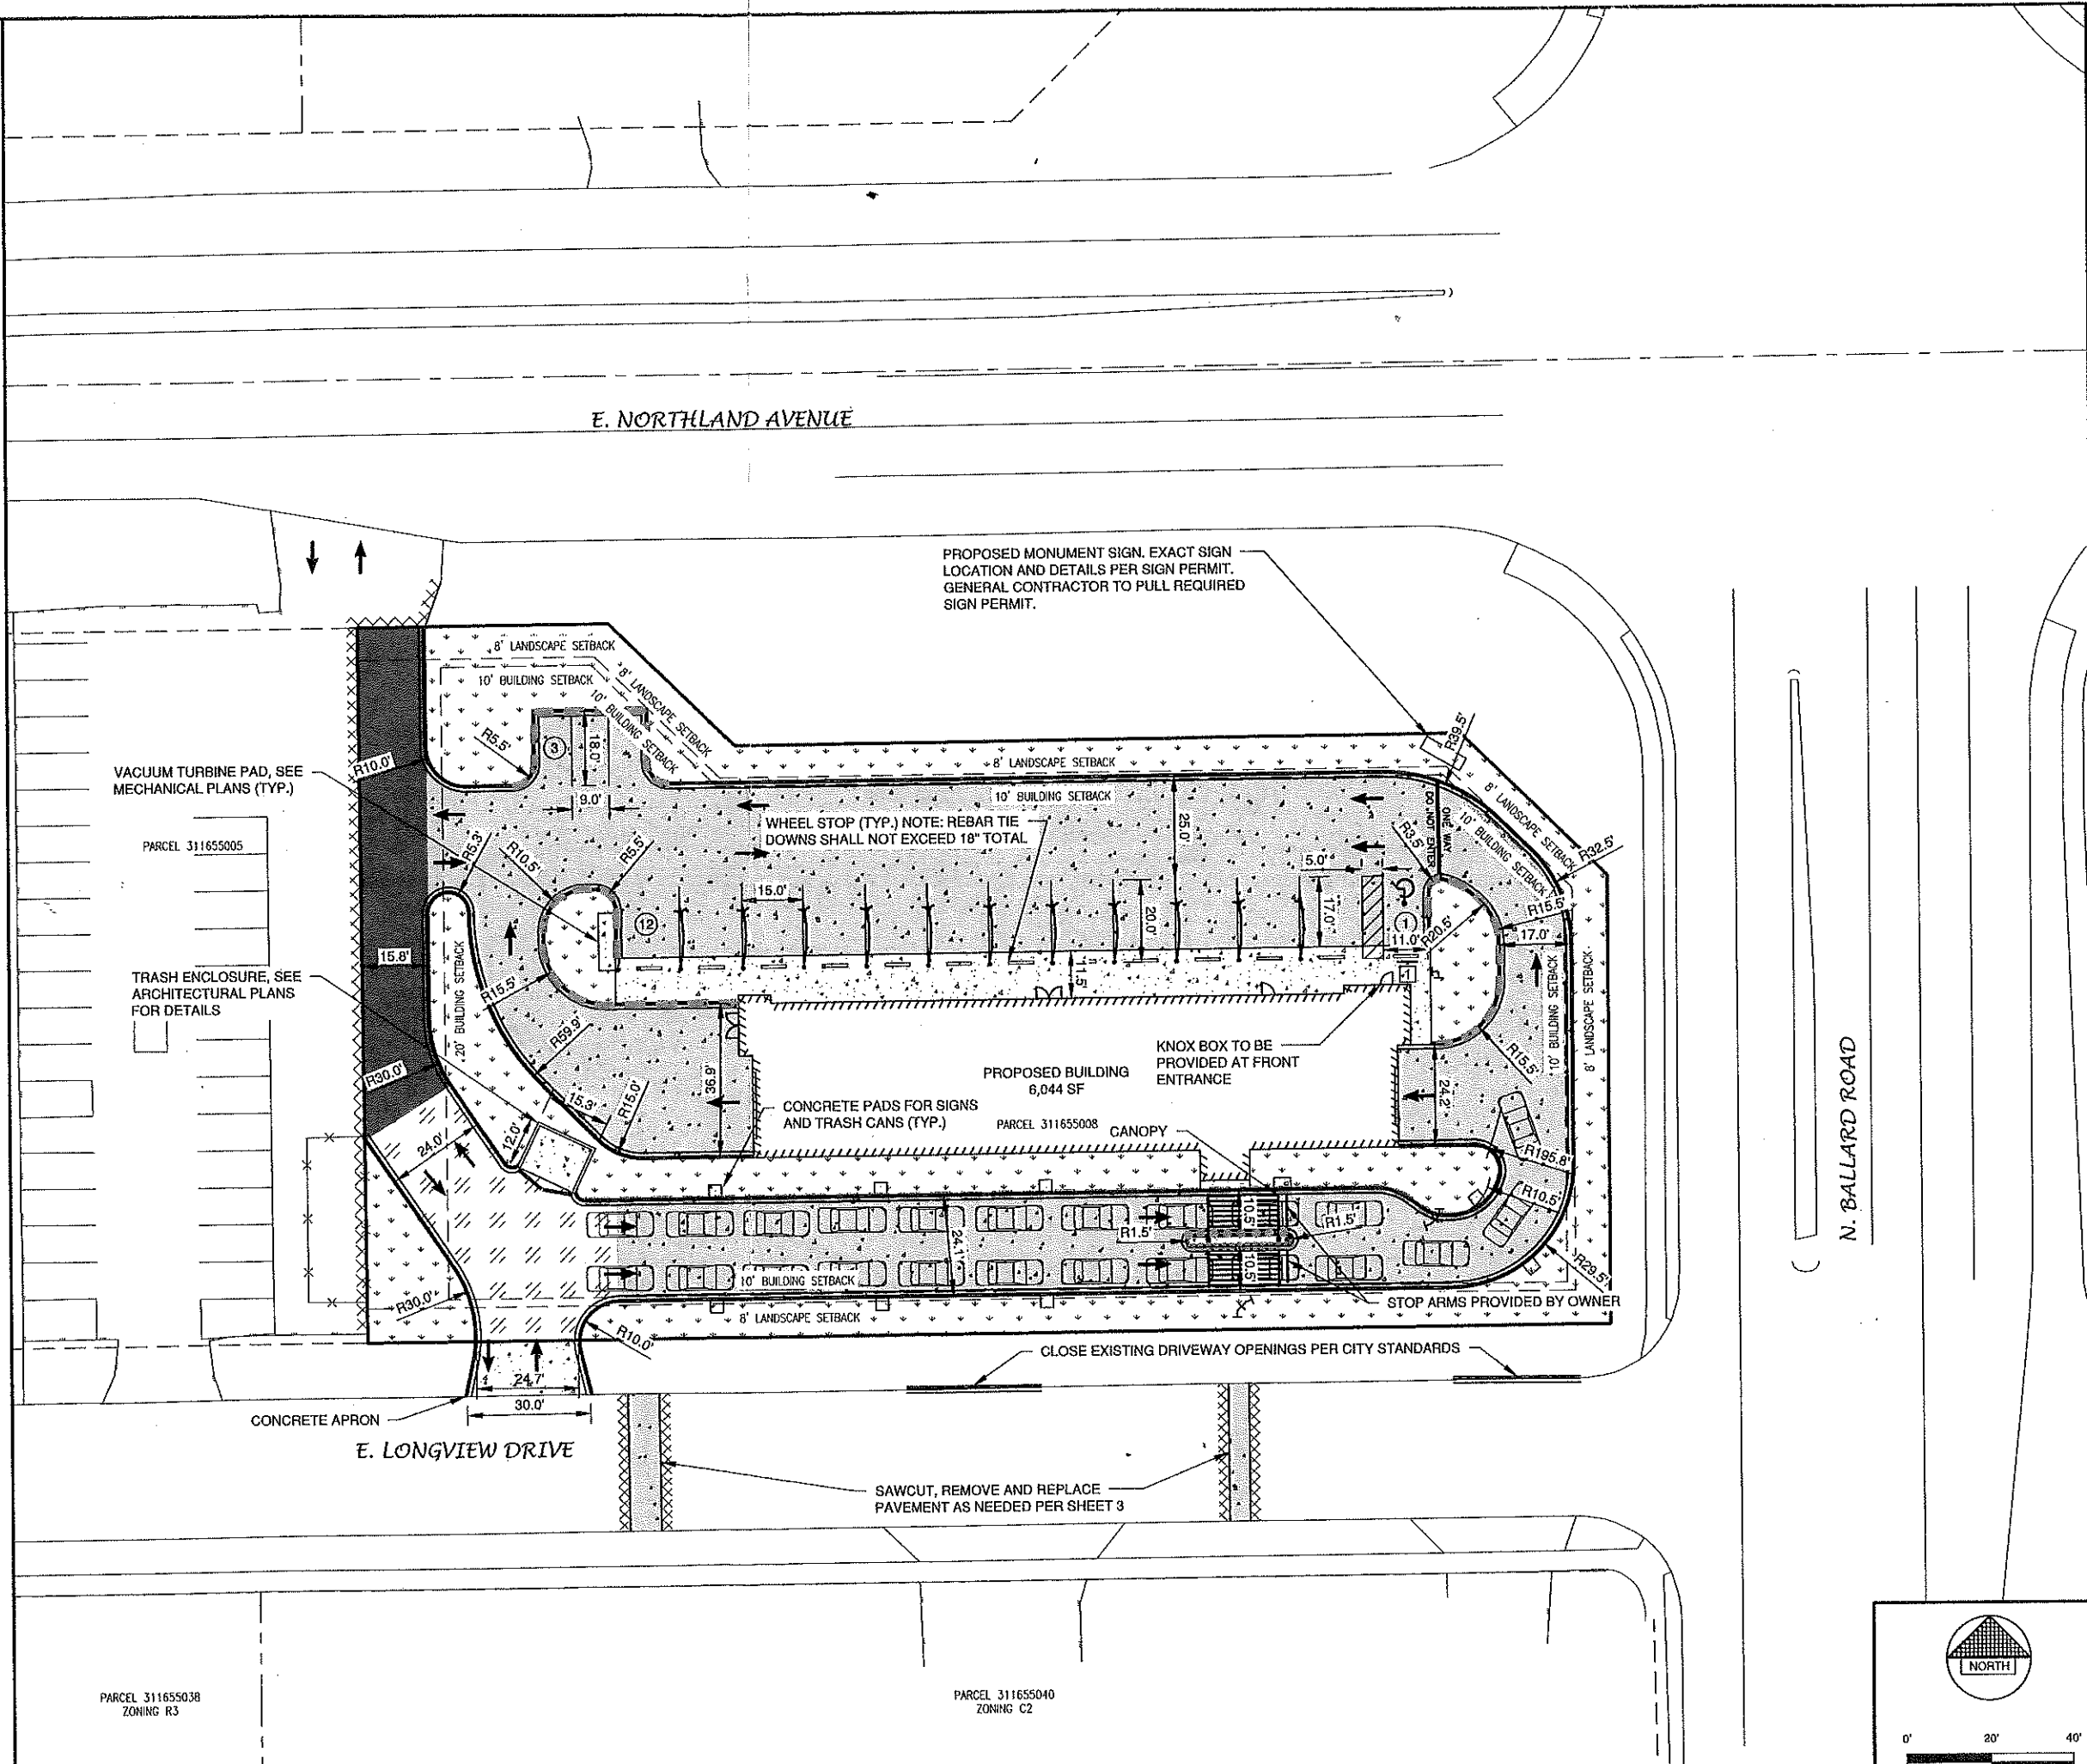 E. NORTHLAND AVENUE
PROPOSED MONUMENT SIGN. EXACT SIGN
LOCATION AND DETAILS PER SIGN PERMIT.
GENERAL CONTRACTOR TO PULL REQUIRED
SIGN PERMIT.
8' LANDSCAPE SETBACK
10' BUILDING SETBACK
8' LANDSCAPE SETBACK
10' BUILDING SETBACK
R5.5'
3
18.0'
9.0'
R10.0'
VACUUM TURBINE PAD, SEE
MECHANICAL PLANS (TYP.)
PARCEL 311655005
R39.5'
8' LANDSCAPE SETBACK
10' BUILDING SETBACK
8' LANDSCAPE SETBACK
10' BUILDING SETBACK
DO NOT ENTER
ONE WAY
WHEEL STOP (TYP.) NOTE: REBAR TIE
DOWNS SHALL NOT EXCEED 18" TOTAL
25.0'
R3.5'
R32.5'
R5.3'
R10.5'
R5.5'
5.0'
15.0'
12
20.0'
17.0'
1
11.0'
R20.5'
R15.5'
17.0'
15.8'
20' BUILDING SETBACK
TRASH ENCLOSURE, SEE
ARCHITECTURAL PLANS
FOR DETAILS
R15.5'
11.5'
1
10' BUILDING SETBACK
8' LANDSCAPE SETBACK
R59.9'
KNOX BOX TO BE
PROVIDED AT FRONT
ENTRANCE
R15.5'
R30.0'
PROPOSED BUILDING
6,044 SF
36.9'
15.3'
R15.0'
24.2'
CONCRETE PADS FOR SIGNS
AND TRASH CANS (TYP.)
PARCEL 311655008
CANOPY
24.0'
12.0'
R195.8'
R10.5'
10.5'
R1.5'
R1.5'
24.1'
10.5'
10' BUILDING SETBACK
R29.5'
R30.0'
STOP ARMS PROVIDED BY OWNER
8' LANDSCAPE SETBACK
R10.0'
CLOSE EXISTING DRIVEWAY OPENINGS PER CITY STANDARDS
24.7'
30.0'
CONCRETE APRON
E. LONGVIEW DRIVE
N. BALLARD ROAD
SAWCUT, REMOVE AND REPLACE
PAVEMENT AS NEEDED PER SHEET 3
PARCEL 311655038
ZONING R3
PARCEL 311655040
ZONING C2
NORTH
0' 20' 40'